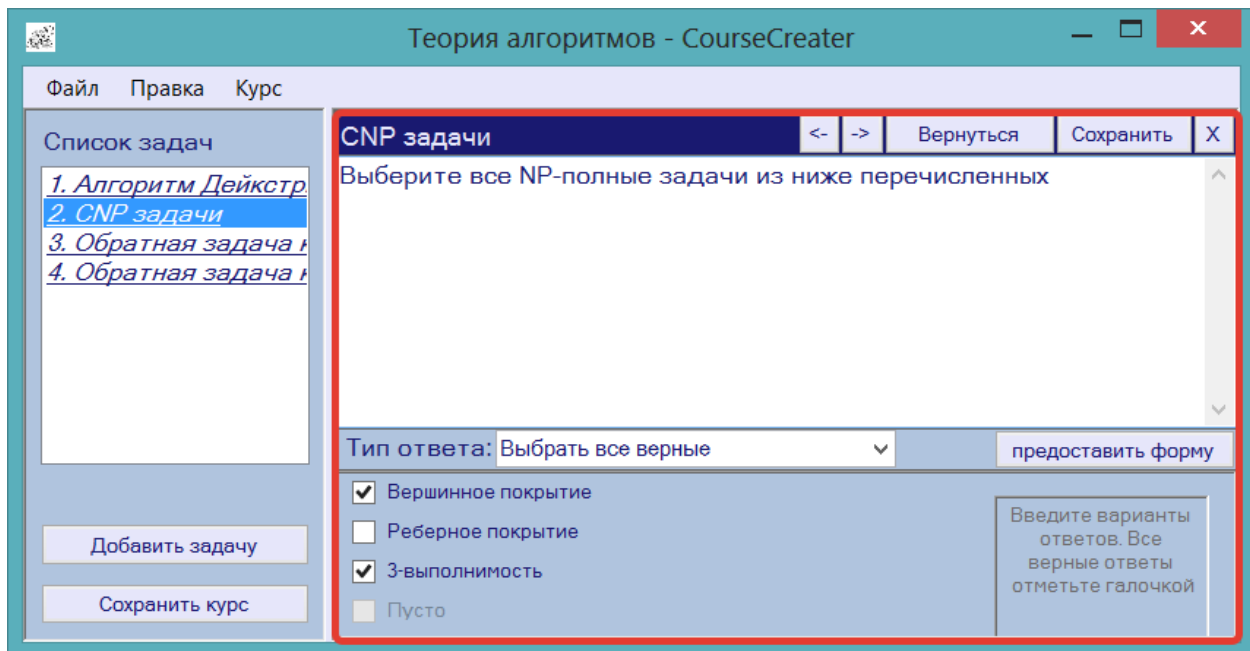 Теория алгоритмов - CourseCreater
Файл Правка Курс
Список задач
1. Алгоритм Дейкстр
2. CNP задачи
3. Обратная задача
4. Обратная задача
Добавить задачу
Сохранить курс
CNP задачи <- -> Вернуться Сохранить X
Выберите все NP-полные задачи из ниже перечисленных
Тип ответа: Выбрать все верные предоставить форму
Вершинное покрытие
Реберное покрытие
3-выполнимость
Пусто
Введите варианты
ответов. Все
верные ответы
отметьте галочкой